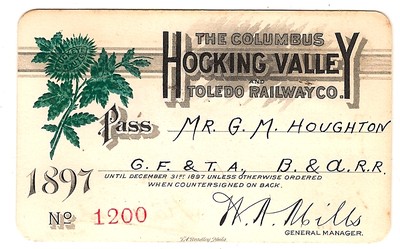 THE COLUMBUS
HOCKING VALLEY
AND
TOLEDO RAILWAY CO.
Pass Mr. G. M. HOUGHTON
G. F. & T. A, B. & A. R. R.
1897
UNTIL DECEMBER 31ST 1897 UNLESS OTHERWISE ORDERED
WHEN COUNTERSIGNED ON BACK.
No 1200
GENERAL MANAGER.